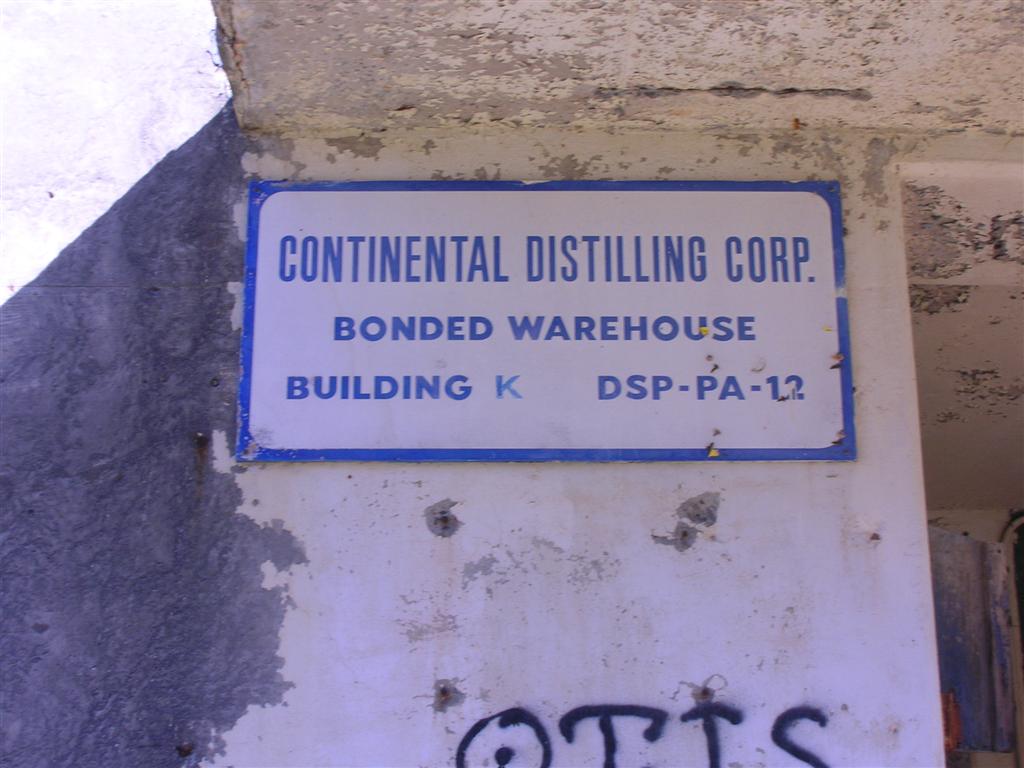 CONTINENTAL DISTILLING CORP.
BONDED WAREHOUSE
BUILDING K DSP-PA-12
OTIS